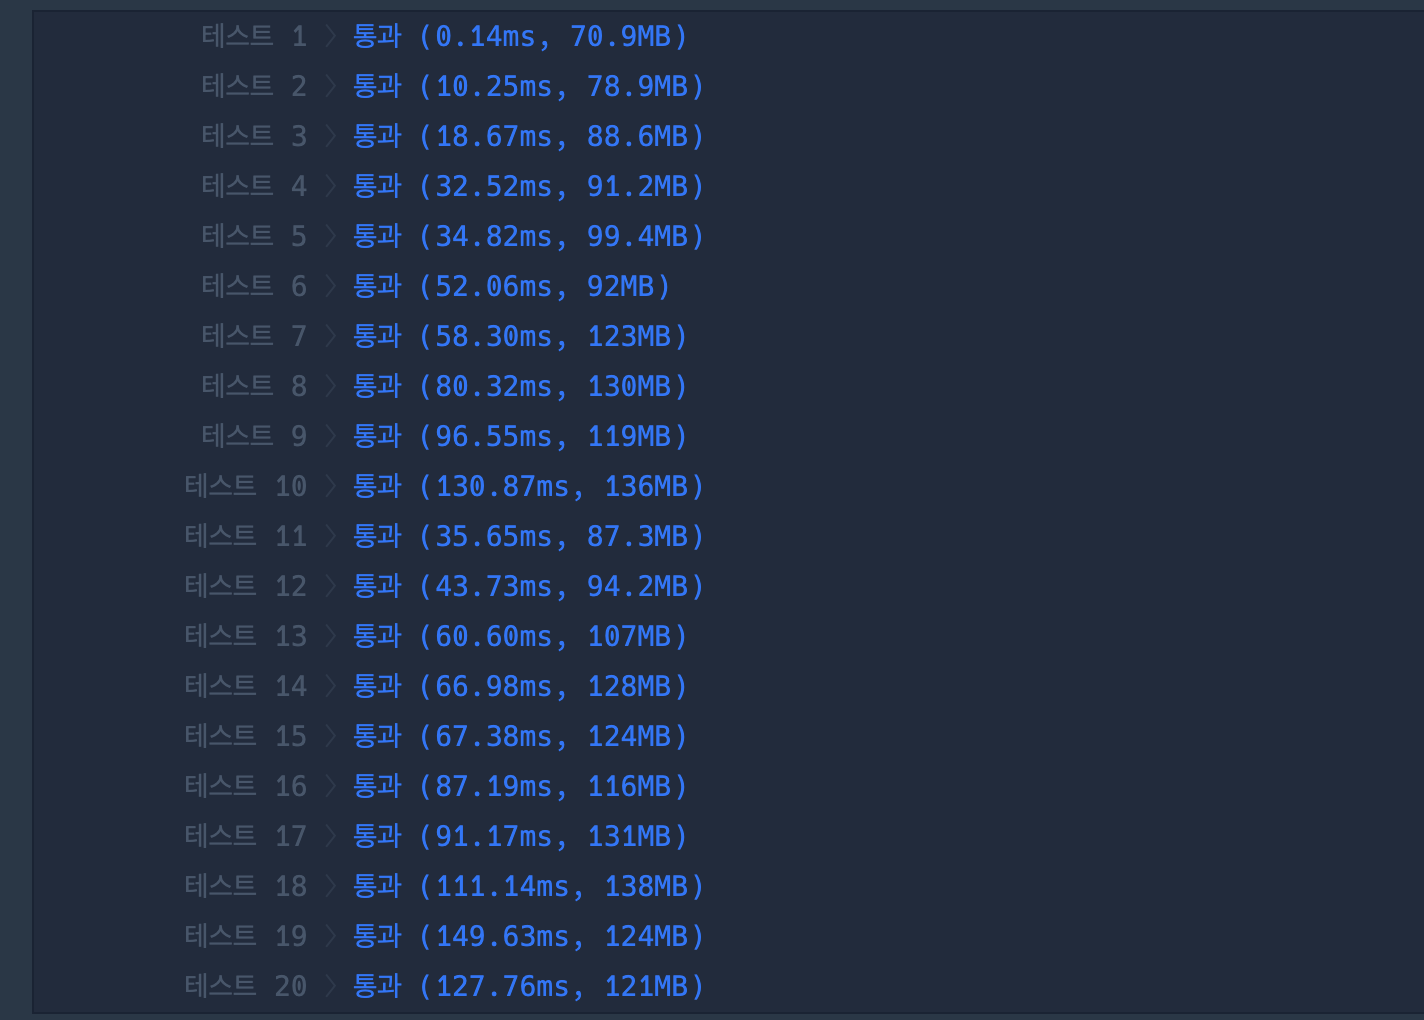 테스트 1 〉 통과 (0.14ms, 70.9MB)
테스트 2 〉 통과 (10.25ms, 78.9MB)
테스트 3 〉 통과 (18.67ms, 88.6MB)
테스트 4 〉 통과 (32.52ms, 91.2MB)
테스트 5 〉 통과 (34.82ms, 99.4MB)
테스트 6 〉 통과 (52.06ms, 92MB)
테스트 7 〉 통과 (58.30ms, 123MB)
테스트 8 〉 통과 (80.32ms, 130MB)
테스트 9 〉 통과 (96.55ms, 119MB)
테스트 10 〉 통과 (130.87ms, 136MB)
테스트 11 〉 통과 (35.65ms, 87.3MB)
테스트 12 〉 통과 (43.73ms, 94.2MB)
테스트 13 〉 통과 (60.60ms, 107MB)
테스트 14 〉 통과 (66.98ms, 128MB)
테스트 15 〉 통과 (67.38ms, 124MB)
테스트 16 〉 통과 (87.19ms, 116MB)
테스트 17 〉 통과 (91.17ms, 131MB)
테스트 18 〉 통과 (111.14ms, 138MB)
테스트 19 〉 통과 (149.63ms, 124MB)
테스트 20 〉 통과 (127.76ms, 121MB)